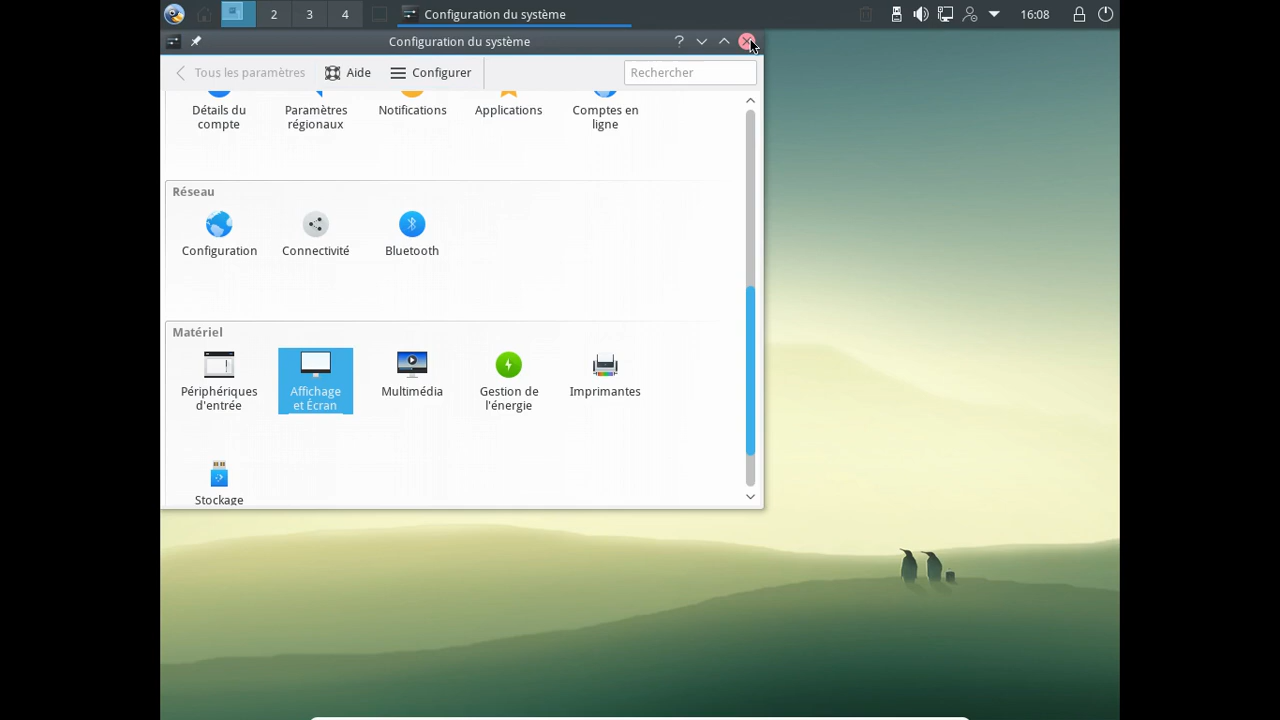 2 3 4 Configuration du système 16:08
Configuration du système ?
Tous les paramètres Aide Configurer Rechercher
Détails du
compte
Paramètres
régionaux
Notifications
Applications
Comptes en
ligne
Réseau
Configuration
Connectivité
Bluetooth
Matériel
Périphériques
d'entrée
Affichage
et Écran
Multimédia
Gestion de
l'énergie
Imprimantes
Stockage